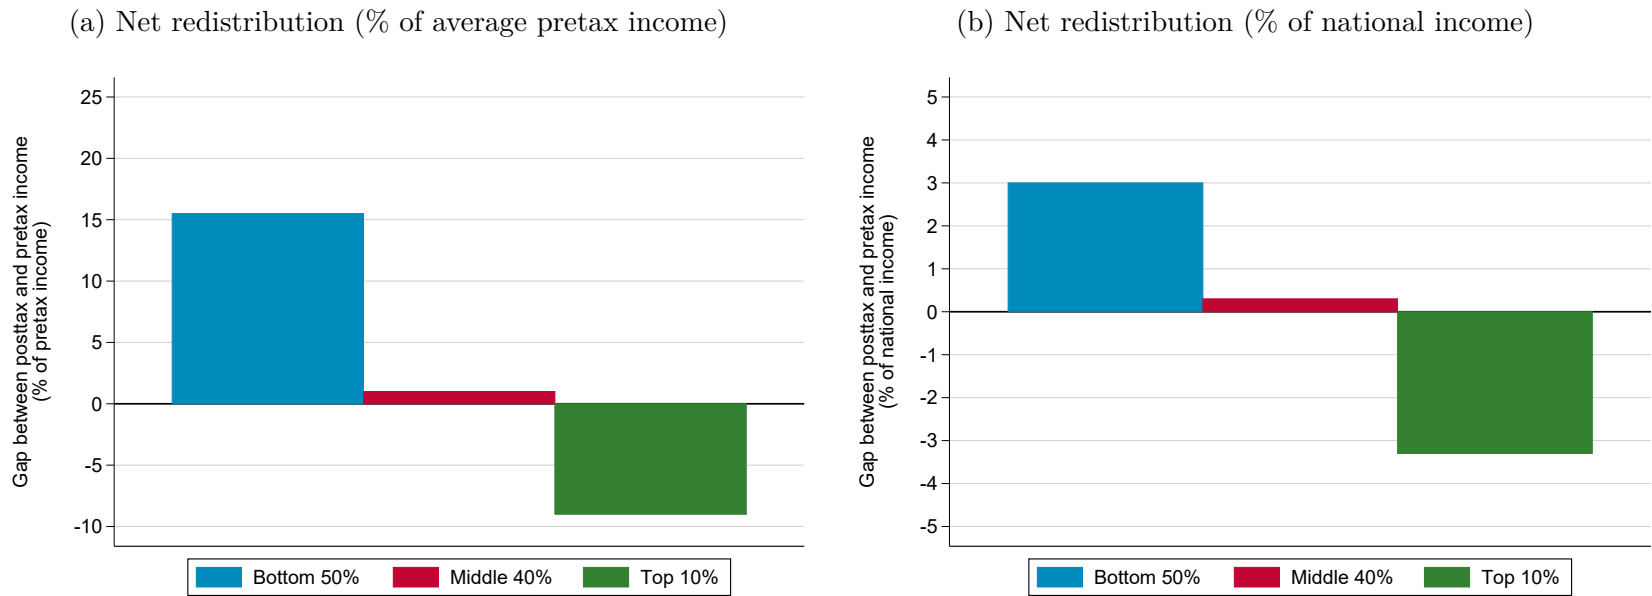 (a) Net redistribution (% of average pretax income)
Gap between posttax and pretax income
(% of pretax income)
25
20
15
10
5
0
-5
-10
Bottom 50%
Middle 40%
Top 10%
(b) Net redistribution (% of national income)
Gap between posttax and pretax income
(% of national income)
5
4
3
2
1
0
-1
-2
-3
-4
-5
Bottom 50%
Middle 40%
Top 10%